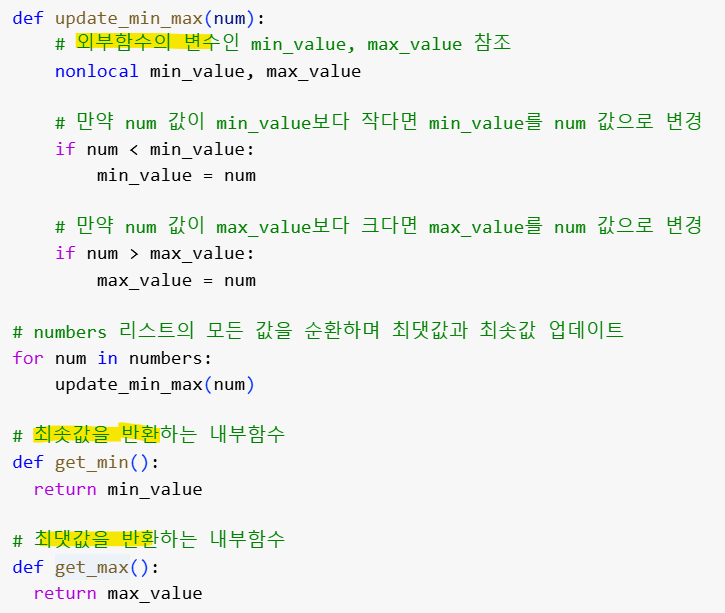 def update_min_max(num):
# 외부함수의 변수인 min_value, max_value 참조
nonlocal min_value, max_value
# 만약 num 값이 min_value보다 작다면 min_value를 num 값으로 변경
if num < min_value:
min_value = num
# 만약 num 값이 max_value보다 크다면 max_value를 num 값으로 변경
if num > max_value:
max_value = num
# numbers 리스트의 모든 값을 순환하며 최댓값과 최솟값 업데이트
for num in numbers:
update_min_max(num)
# 최솟값을 반환하는 내부함수
def get_min():
return min_value
# 최댓값을 반환하는 내부함수
def get_max():
return max_value